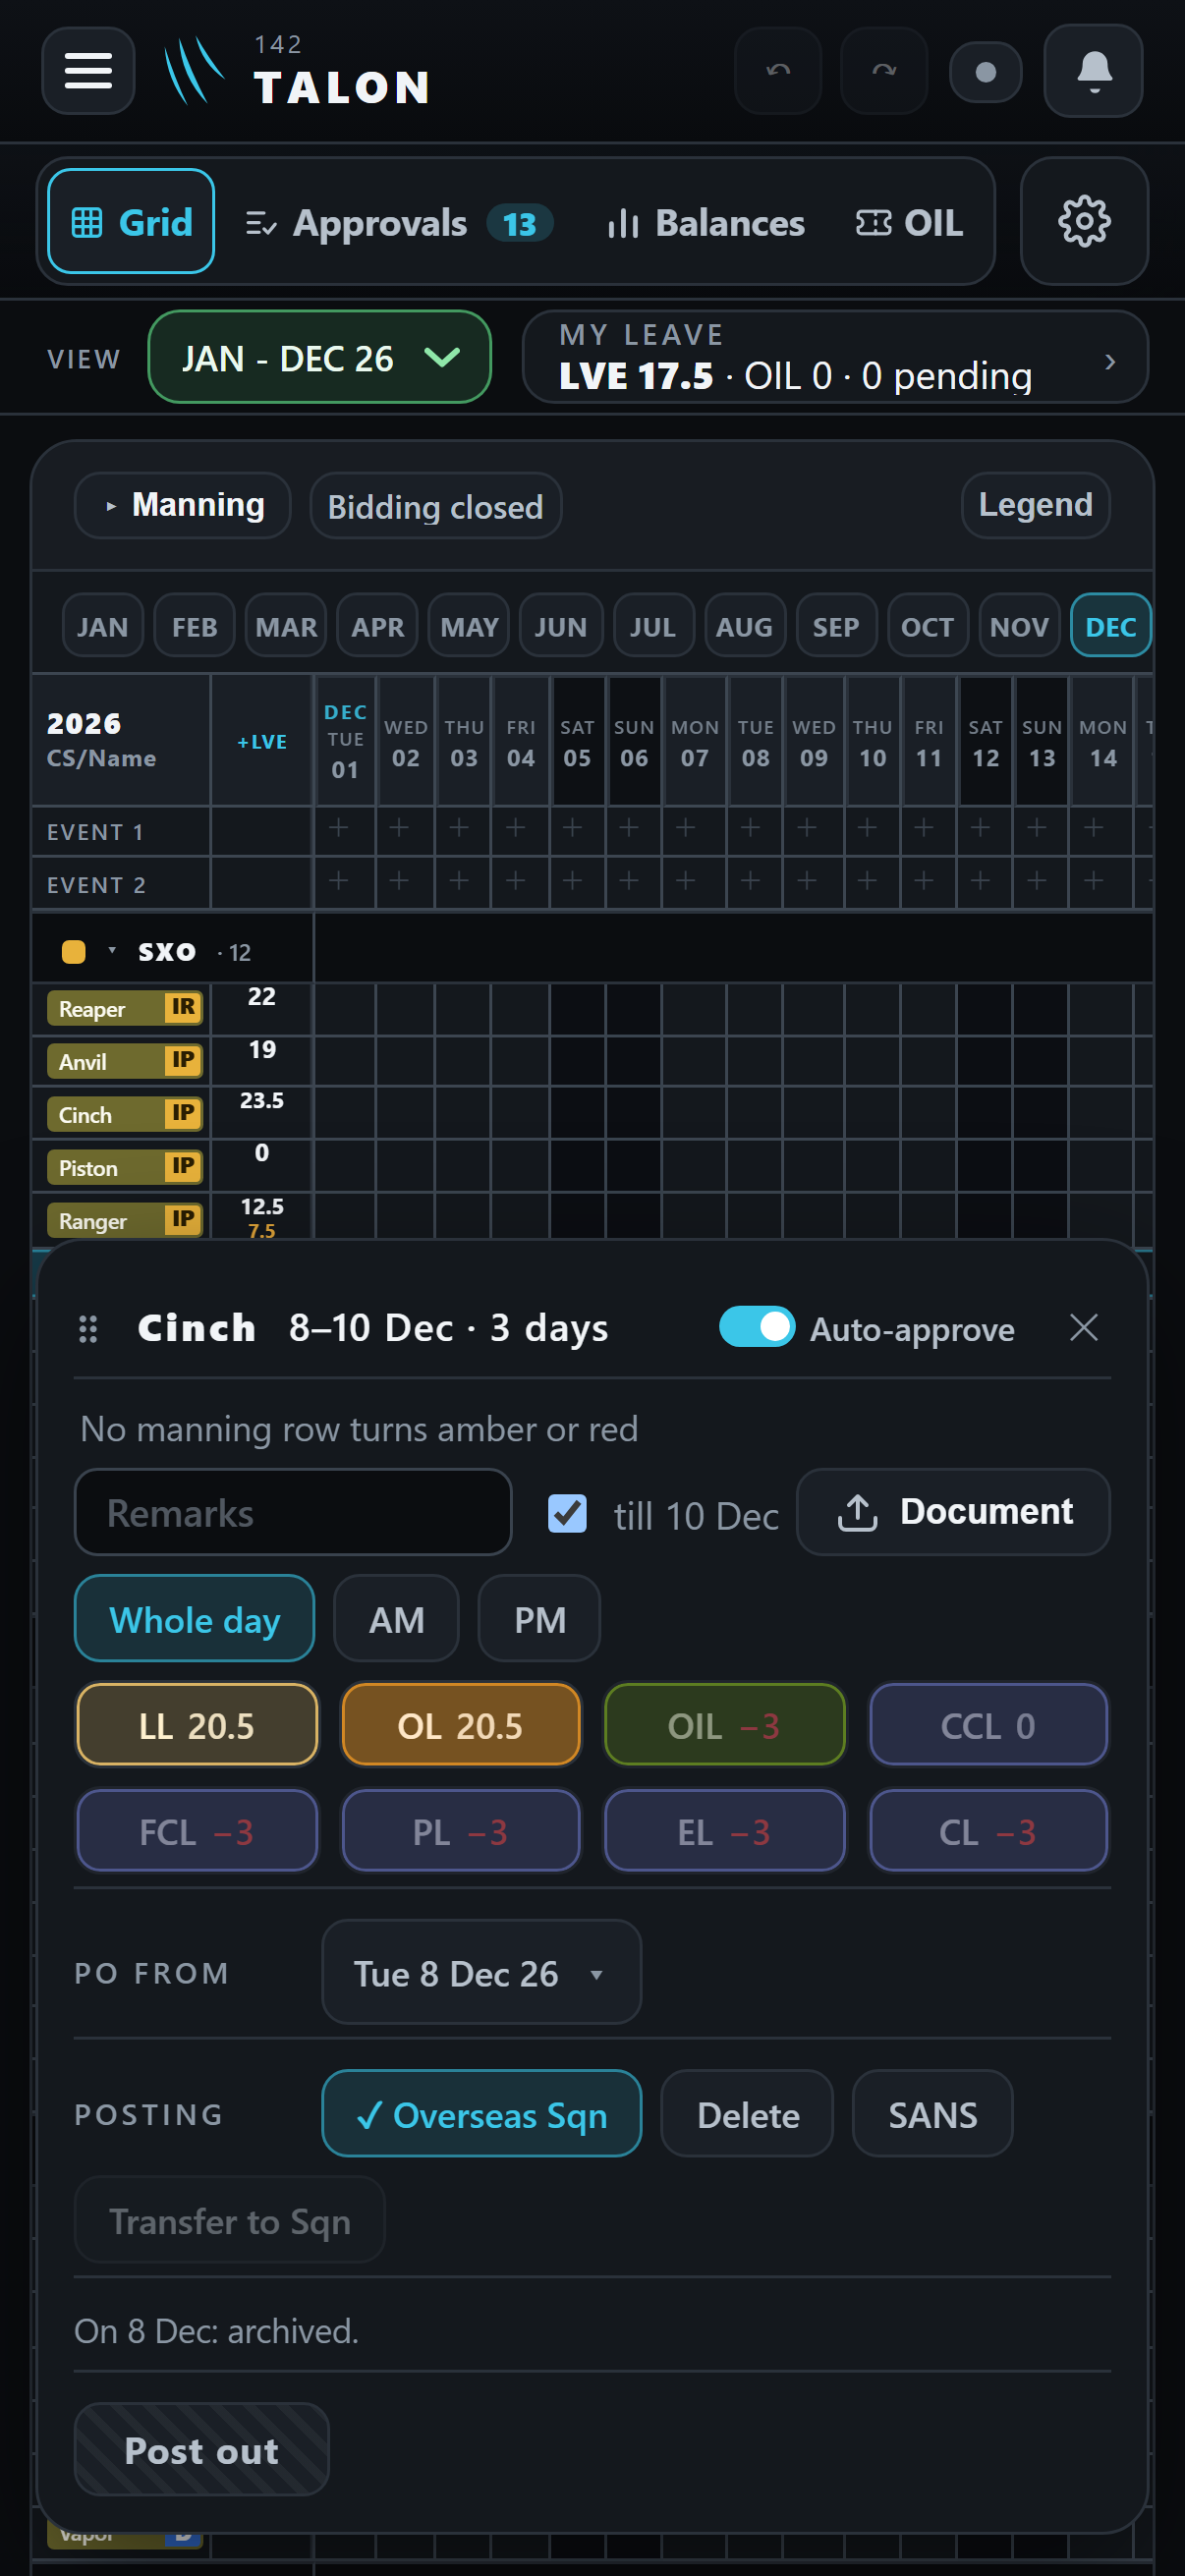 142
TALON
Grid
Approvals 13
Balances
OIL
VIEW
JAN - DEC 26
MY LEAVE
LVE 17.5 · OIL 0 · 0 pending
Manning
Bidding closed
Legend
JAN FEB MAR APR MAY JUN JUL AUG SEP OCT NOV DEC
2026
CS/Name
+LVE
DEC
TUE 01
WED 02
THU 03
FRI 04
SAT 05
SUN 06
MON 07
TUE 08
WED 09
THU 10
FRI 11
SAT 12
SUN 13
MON 14
EVENT 1
EVENT 2
SXO · 12
Reaper IR 22
Anvil IP 19
Cinch IP 23.5
Piston IP 0
Ranger IP 12.5
7.5
Cinch 8–10 Dec · 3 days
Auto-approve
No manning row turns amber or red
Remarks
till 10 Dec
Document
Whole day
AM
PM
LL 20.5
OL 20.5
OIL −3
CCL 0
FCL −3
PL −3
EL −3
CL −3
PO FROM
Tue 8 Dec 26
POSTING
✓ Overseas Sqn
Delete
SANS
Transfer to Sqn
On 8 Dec: archived.
Post out